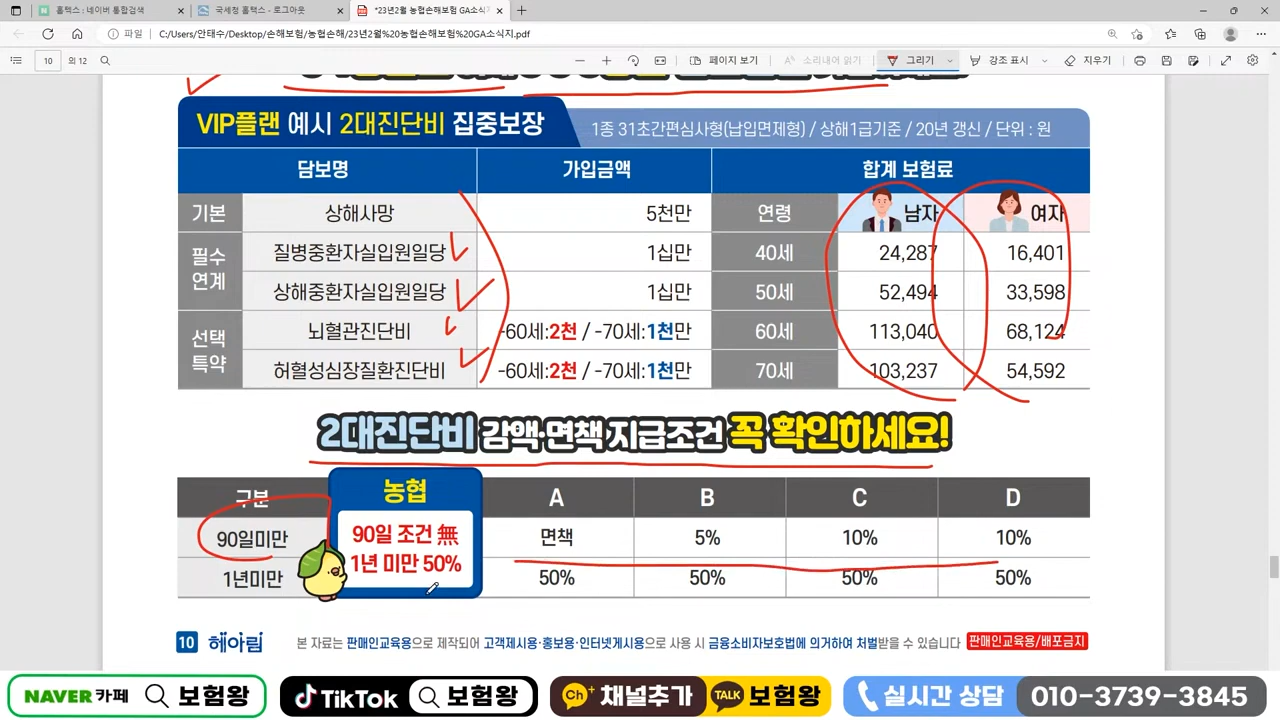 홈택스 : 네이버 통합검색
국세청 홈택스 - 로그아웃
*23년2월 농협손해보험 GA소식지
파일
C:/Users/안태수/Desktop/손해보험/농협손해/23년2월%20농협손해보험%20GA소식지.pdf
10 의 12
페이지 보기
소리내어 읽기
그리기
강조 표시
지우기
VIP플랜 예시 2대진단비 집중보장
1종 31초간편심사형(납입면제형) / 상해1급기준 / 20년 갱신 / 단위 : 원
담보명 가입금액 합계 보험료
기본 상해사망 5천만 연령 남자 여자
필수연계 질병중환자실입원일당 1십만 40세 24,287 16,401
상해중환자실입원일당 1십만 50세 52,494 33,598
선택특약 뇌혈관진단비 -60세:2천 / -70세:1천만 60세 113,040 68,124
허혈성심장질환진단비 -60세:2천 / -70세:1천만 70세 103,237 54,592
2대진단비 감액·면책 지급조건 꼭 확인하세요!
구분 농협 A B C D
90일미만 90일 조건 無 면책 5% 10% 10%
1년미만 1년 미만 50% 50% 50% 50% 50%
10 헤아림 본 자료는 판매인교육용으로 제작되어 고객제시용·홍보용·인터넷게시용으로 사용 시 금융소비자보호법에 의거하여 처벌받을 수 있습니다 판매인교육용/배포금지
NAVER 카페 보험왕 TikTok 보험왕 Ch+ 채널추가 TALK 보험왕 실시간 상담 010-3739-3845